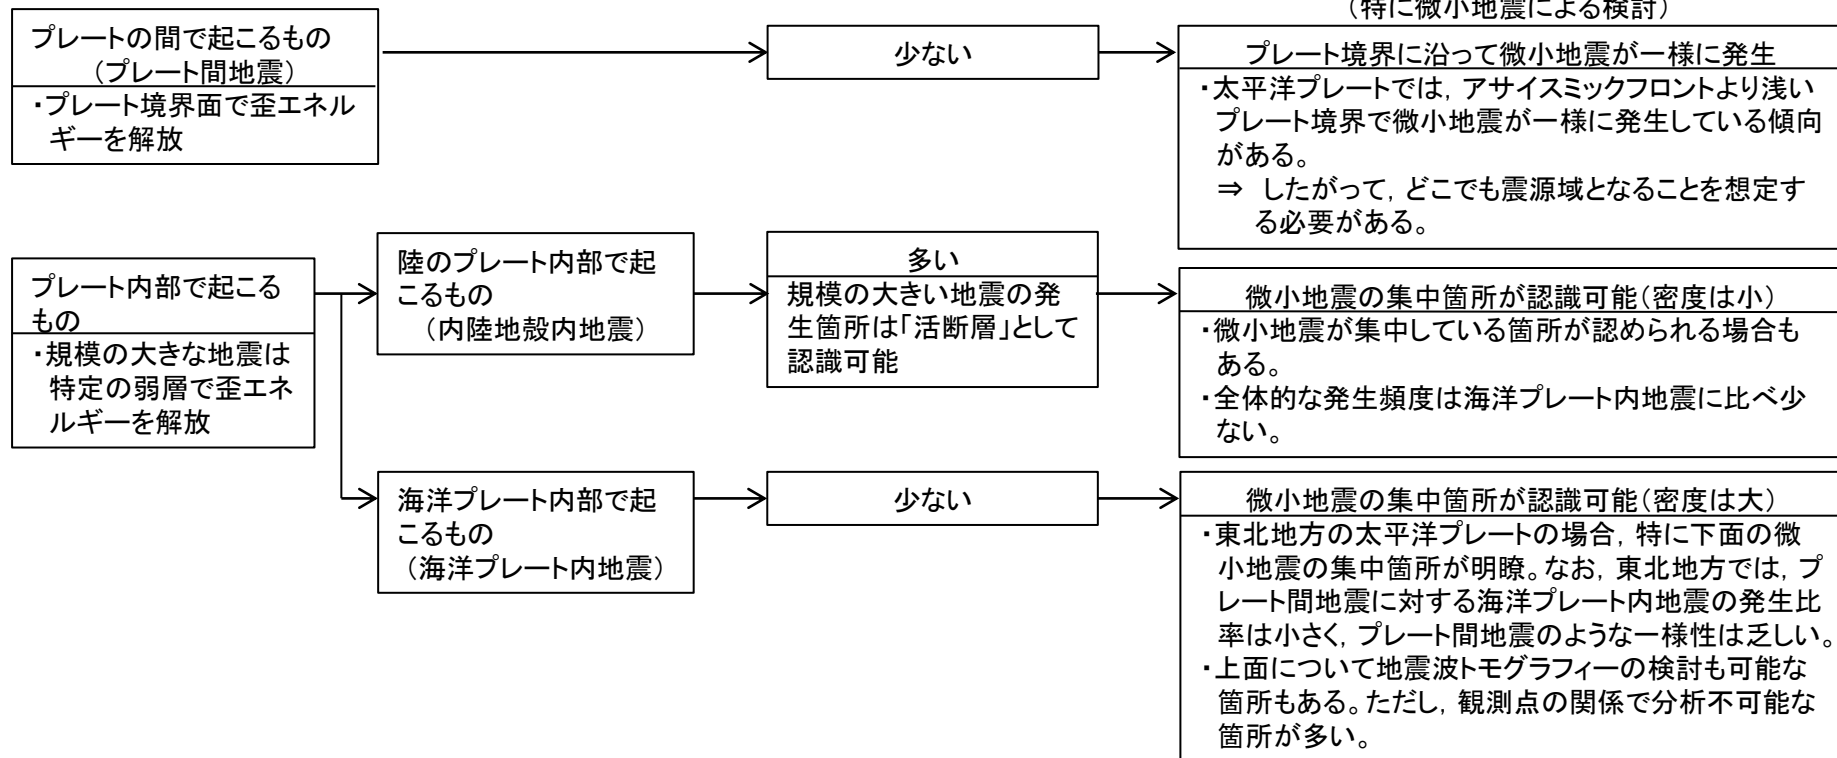 (特に微小地震による検討)
プレートの間で起こるもの
(プレート間地震)
・プレート境界面で歪エネル
ギーを解放
少ない
プレート境界に沿って微小地震が一様に発生
・太平洋プレートでは，アサイスミックフロントより浅い
プレート境界で微小地震が一様に発生している傾向
がある。
⇒ したがって，どこでも震源域となることを想定す
る必要がある。
プレート内部で起こる
もの
・規模の大きな地震は
特定の弱層で歪エネ
ルギーを解放
陸のプレート内部で起
こるもの
(内陸地殻内地震)
多い
規模の大きい地震の発
生箇所は「活断層」として
認識可能
微小地震の集中箇所が認識可能(密度は小)
・微小地震が集中している箇所が認められる場合も
ある。
・全体的な発生頻度は海洋プレート内地震に比べ少
ない。
海洋プレート内部で起
こるもの
(海洋プレート内地震)
少ない
微小地震の集中箇所が認識可能(密度は大)
・東北地方の太平洋プレートの場合，特に下面の微
小地震の集中箇所が明瞭。なお，東北地方では，プ
レート間地震に対する海洋プレート内地震の発生比
率は小さく，プレート間地震のような一様性は乏しい。
・上面について地震波トモグラフィーの検討も可能な
箇所もある。ただし，観測点の関係で分析不可能な
箇所が多い。